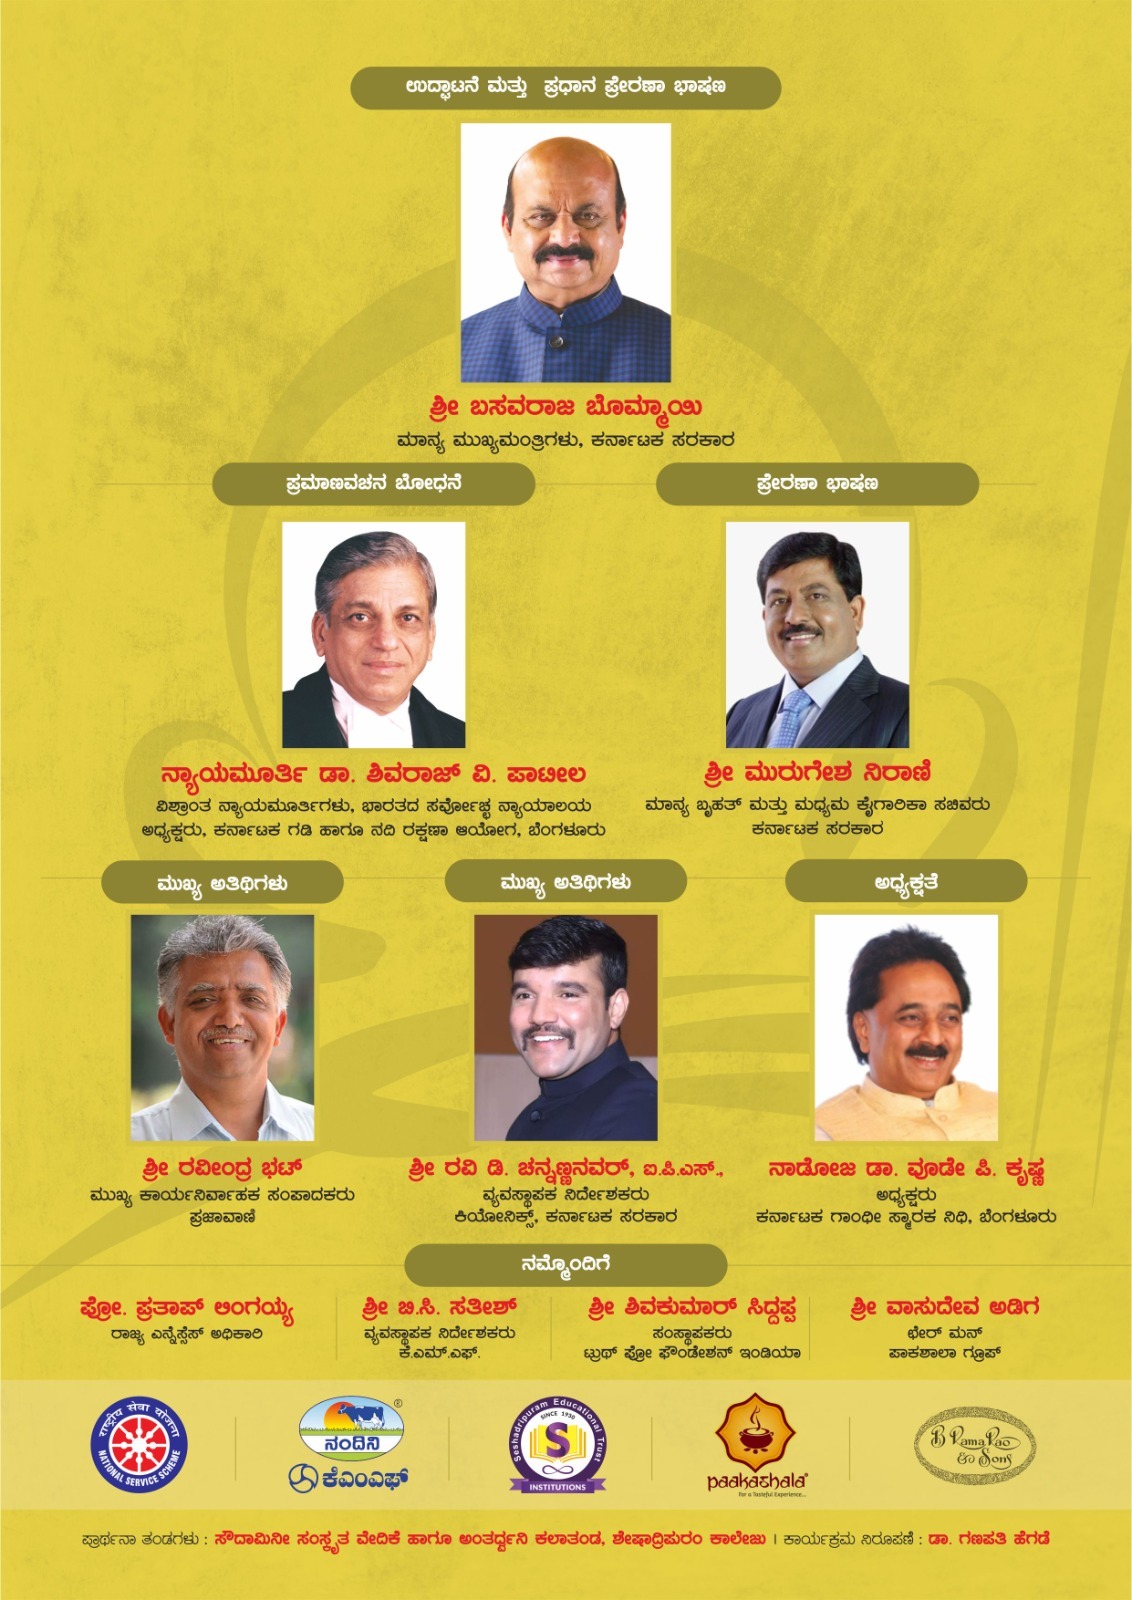 ಉದ್ಘಾಟನೆ ಮತ್ತು ಪ್ರಧಾನ ಪ್ರೇರಣಾ ಭಾಷಣ
ಶ್ರೀ ಬಸವರಾಜ ಬೊಮ್ಮಾಯಿ
ಮಾನ್ಯ ಮುಖ್ಯಮಂತ್ರಿಗಳು, ಕರ್ನಾಟಕ ಸರಕಾರ
ಪ್ರಮಾಣವಚನ ಬೋಧನೆ
ನ್ಯಾಯಮೂರ್ತಿ ಡಾ. ಶಿವರಾಜ್ ವಿ. ಪಾಟೀಲ
ವಿಶ್ರಾಂತ ನ್ಯಾಯಮೂರ್ತಿಗಳು, ಭಾರತದ ಸರ್ವೋಚ್ಛ ನ್ಯಾಯಾಲಯ
ಅಧ್ಯಕ್ಷರು, ಕರ್ನಾಟಕ ಗಡಿ ಹಾಗೂ ನದಿ ರಕ್ಷಣಾ ಆಯೋಗ, ಬೆಂಗಳೂರು
ಪ್ರೇರಣಾ ಭಾಷಣ
ಶ್ರೀ ಮುರುಗೇಶ ನಿರಾಣಿ
ಮಾನ್ಯ ಬೃಹತ್ ಮತ್ತು ಮಧ್ಯಮ ಕೈಗಾರಿಕಾ ಸಚಿವರು
ಕರ್ನಾಟಕ ಸರಕಾರ
ಮುಖ್ಯ ಅತಿಥಿಗಳು
ಶ್ರೀ ರವೀಂದ್ರ ಭಟ್
ಮುಖ್ಯ ಕಾರ್ಯನಿರ್ವಾಹಕ ಸಂಪಾದಕರು
ಪ್ರಜಾವಾಣಿ
ಮುಖ್ಯ ಅತಿಥಿಗಳು
ಶ್ರೀ ರವಿ ಡಿ. ಚನ್ನಣ್ಣನವರ್, ಐ.ಪಿ.ಎಸ್.,
ವ್ಯವಸ್ಥಾಪಕ ನಿರ್ದೇಶಕರು
ಕಿಯೋನಿಕ್ಸ್, ಕರ್ನಾಟಕ ಸರಕಾರ
ಅಧ್ಯಕ್ಷತೆ
ನಾಡೋಜ ಡಾ. ವೂಡೇ ಪಿ. ಕೃಷ್ಣ
ಅಧ್ಯಕ್ಷರು
ಕರ್ನಾಟಕ ಗಾಂಧೀ ಸ್ಮಾರಕ ನಿಧಿ, ಬೆಂಗಳೂರು
ನಮ್ಮೊಂದಿಗೆ
ಪ್ರೋ. ಪ್ರತಾಪ್ ಲಿಂಗಯ್ಯ
ರಾಜ್ಯ ಎನ್ನೆಸ್ಸೆಸ್ ಅಧಿಕಾರಿ
ಶ್ರೀ ಬಿ.ಸಿ. ಸತೀಶ್
ವ್ಯವಸ್ಥಾಪಕ ನಿರ್ದೇಶಕರು
ಕೆ.ಎಮ್.ಎಫ್.
ಶ್ರೀ ಶಿವಕುಮಾರ್ ಸಿದ್ದಪ್ಪ
ಸಂಸ್ಥಾಪಕರು
ಟ್ರುಥ್ ಪ್ರೋ ಫೌಂಡೇಶನ್ ಇಂಡಿಯಾ
ಶ್ರೀ ವಾಸುದೇವ ಅಡಿಗ
ಛೇರ್ ಮನ್
ಪಾಕಶಾಲಾ ಗ್ರೂಪ್
राष्ट्रीय सेवा योजना
NATIONAL SERVICE SCHEME
ನಂದಿನಿ
®
ಕೆಎಂಎಫ್
Seshadripuram Educational Trust
SINCE 1930
S
INSTITUTIONS
paakashala®
For a Tasteful Experience...
B Rama Rao
& Sons
ಪ್ರಾರ್ಥನಾ ತಂಡಗಳು : ಸೌದಾಮಿನೀ ಸಂಸ್ಕೃತ ವೇದಿಕೆ ಹಾಗೂ ಅಂತರ್ಧ್ವನಿ ಕಲಾತಂಡ, ಶೇಷಾದ್ರಿಪುರಂ ಕಾಲೇಜು | ಕಾರ್ಯಕ್ರಮ ನಿರೂಪಣೆ : ಡಾ. ಗಣಪತಿ ಹೆಗಡೆ